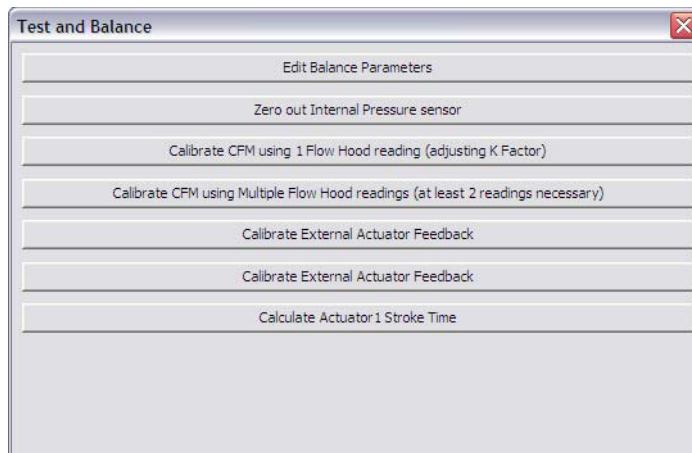 Test and Balance
Edit Balance Parameters
Zero out Internal Pressure sensor
Calibrate CFM using 1 Flow Hood reading (adjusting K Factor)
Calibrate CFM using Multiple Flow Hood readings (at least 2 readings necessary)
Calibrate External Actuator Feedback
Calibrate External Actuator Feedback
Calculate Actuator1 Stroke Time